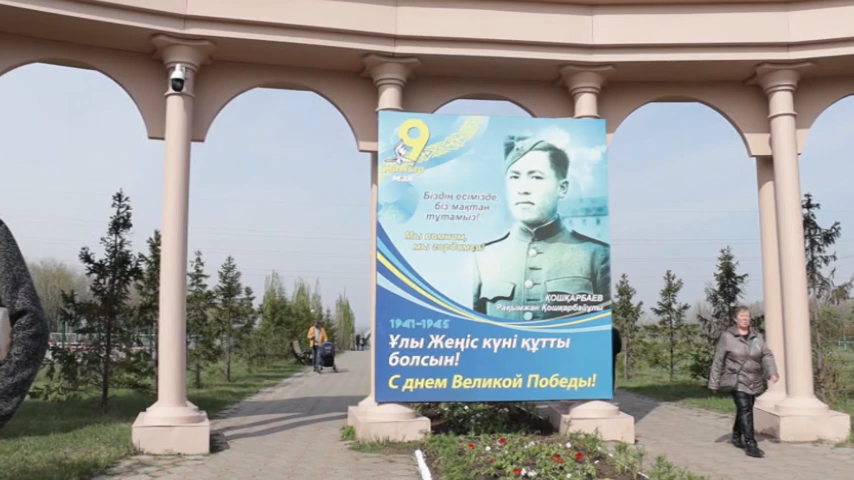 9
мамыр
мая
Біздің есімізде,
біз мақтан
тұтамыз!
Мы помним,
мы гордимся!
ҚОШҚАРБАЕВ
Рақымжан Қошқарбайұлы
1941-1945
Ұлы Жеңіс күні құтты
болсын!
С днем Великой Победы!